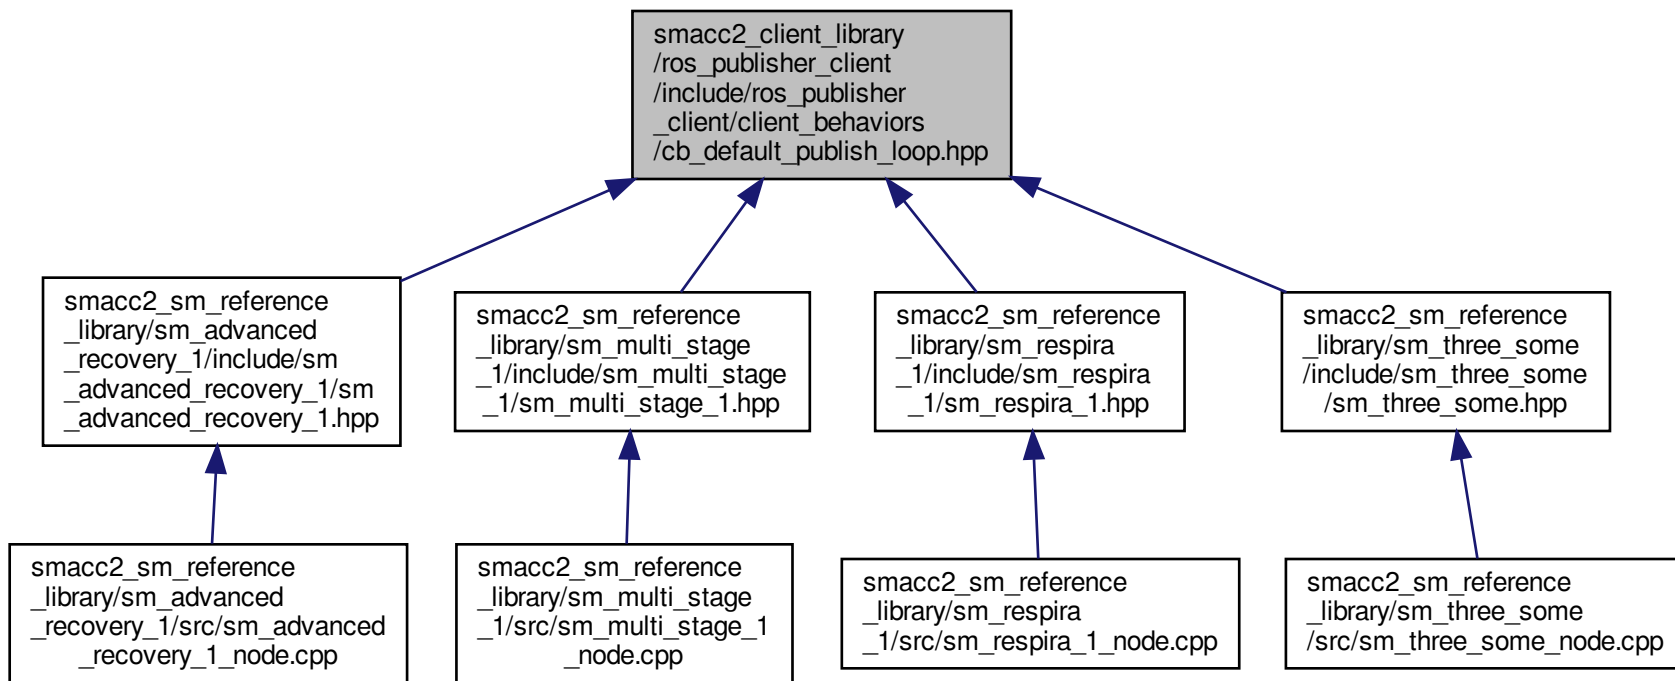 smacc2_client_library
/ros_publisher_client
/include/ros_publisher
_client/client_behaviors
/cb_default_publish_loop.hpp
smacc2_sm_reference
_library/sm_advanced
_recovery_1/include/sm
_advanced_recovery_1/sm
_advanced_recovery_1.hpp
smacc2_sm_reference
_library/sm_multi_stage
_1/include/sm_multi_stage
_1/sm_multi_stage_1.hpp
smacc2_sm_reference
_library/sm_respira
_1/include/sm_respira
_1/sm_respira_1.hpp
smacc2_sm_reference
_library/sm_three_some
/include/sm_three_some
/sm_three_some.hpp
smacc2_sm_reference
_library/sm_advanced
_recovery_1/src/sm_advanced
_recovery_1_node.cpp
smacc2_sm_reference
_library/sm_multi_stage
_1/src/sm_multi_stage_1
_node.cpp
smacc2_sm_reference
_library/sm_respira
_1/src/sm_respira_1_node.cpp
smacc2_sm_reference
_library/sm_three_some
/src/sm_three_some_node.cpp